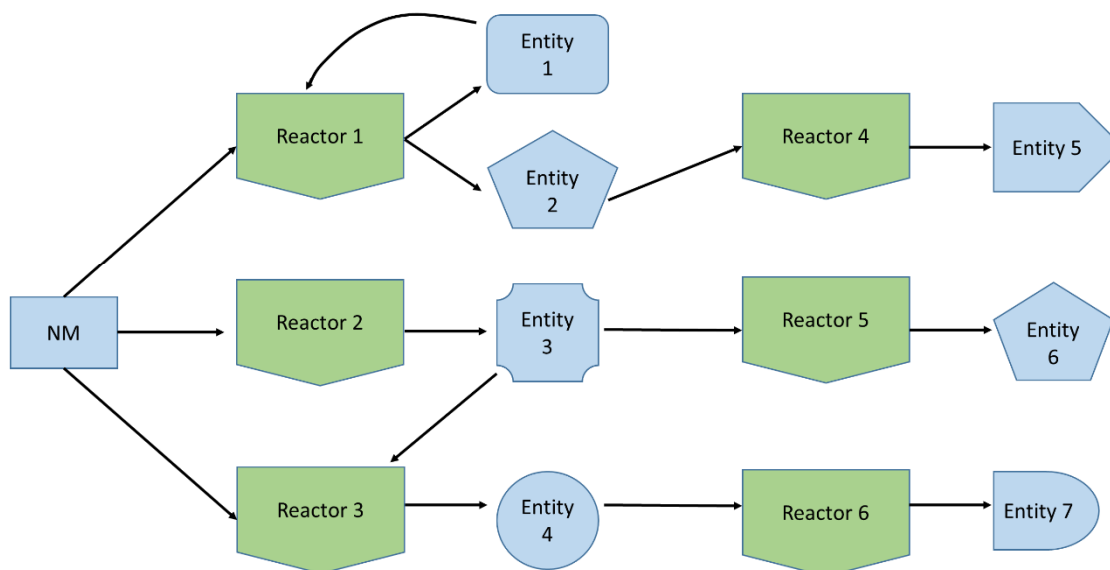 Entity
1
Reactor 1
Reactor 4
Entity 5
Entity
2
NM
Reactor 2
Entity
3
Reactor 5
Entity
6
Reactor 3
Entity
4
Reactor 6
Entity 7